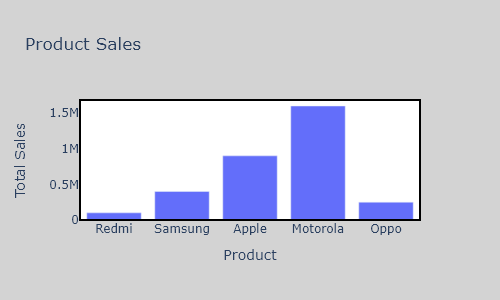 Product Sales
Total Sales
1.5M
1M
0.5M
0
Redmi Samsung Apple Motorola Oppo
Product